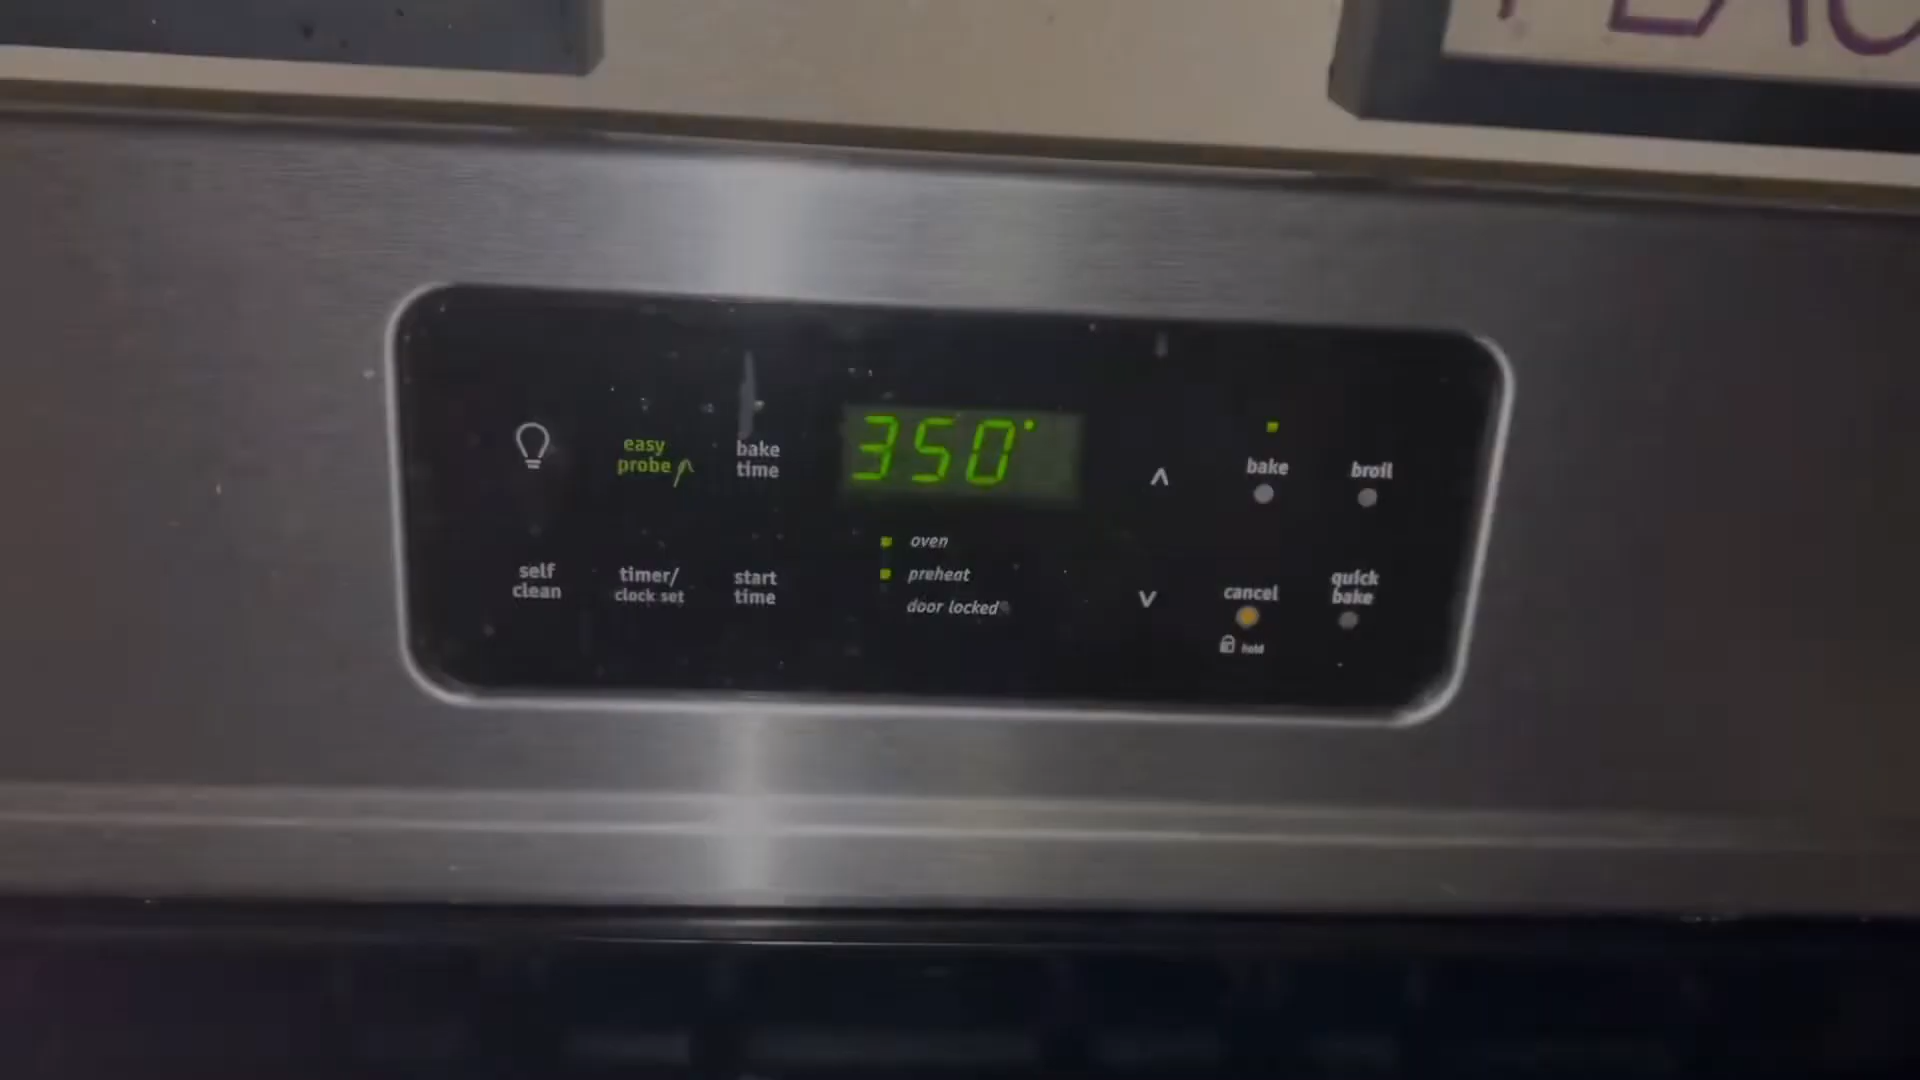 easy
probe
bake
time
350°
∧
bake
broil
self
clean
timer/
clock set
start
time
oven
preheat
door locked
∨
cancel
hold
quick
bake